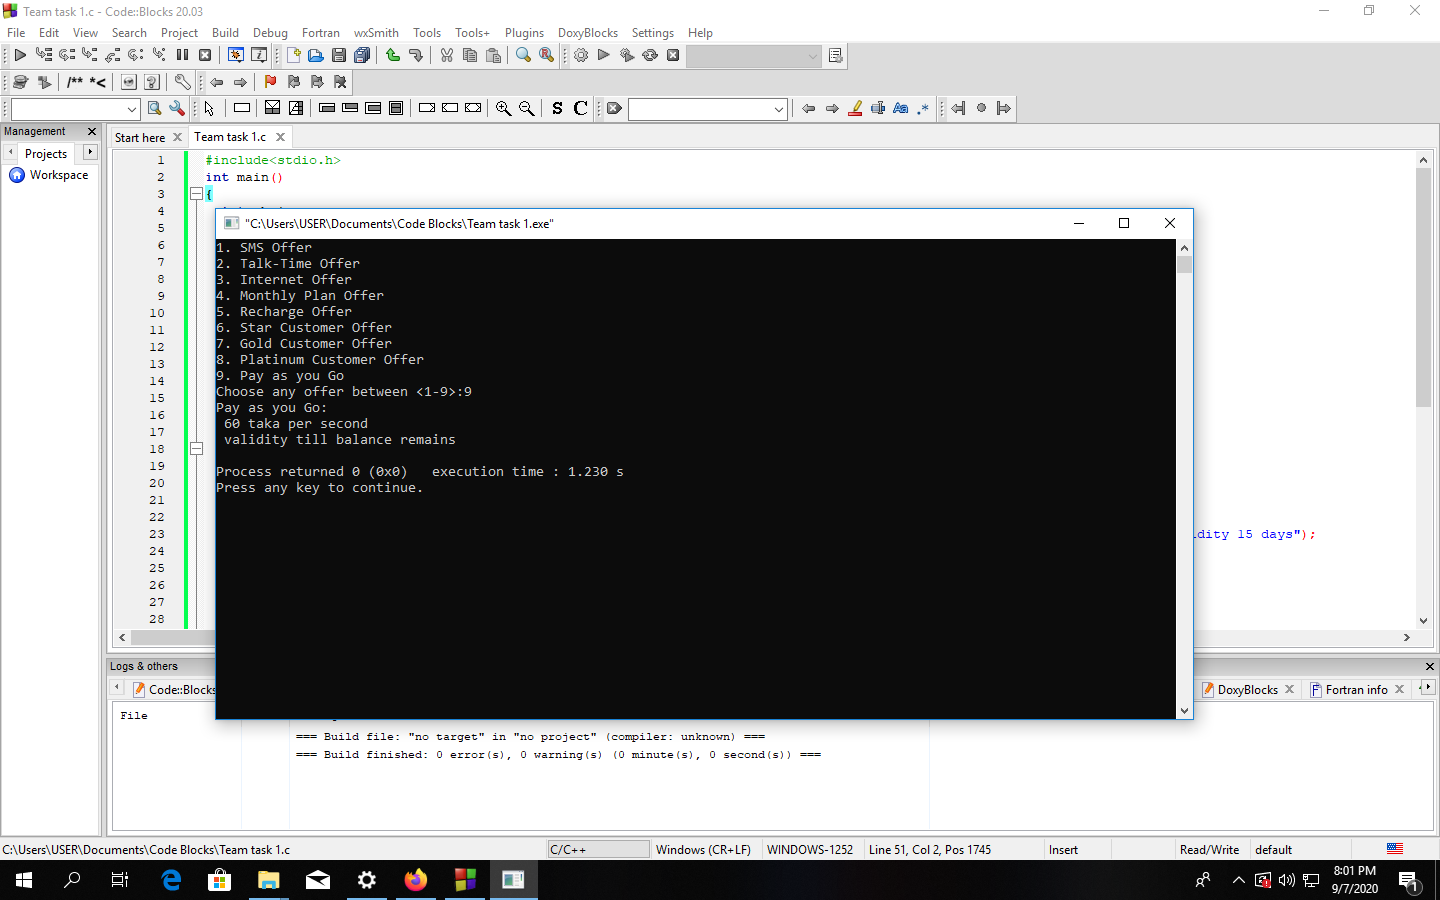 Team task 1.c - Code::Blocks 20.03
File Edit View Search Project Build Debug Fortran wxSmith Tools Tools+ Plugins DoxyBlocks Settings Help
/** *<
S C
Aa .*
Management
Start here
Team task 1.c
Projects
Workspace
1 #include<stdio.h>
2 int main()
3 {
4
5
6
7
8
9
10
11
12
13
14
15
16
17
18
19
20
21
22
23 dity 15 days");
24
25
26
27
28
"C:\Users\USER\Documents\Code Blocks\Team task 1.exe"
1. SMS Offer
2. Talk-Time Offer
3. Internet Offer
4. Monthly Plan Offer
5. Recharge Offer
6. Star Customer Offer
7. Gold Customer Offer
8. Platinum Customer Offer
9. Pay as you Go
Choose any offer between <1-9>:9
Pay as you Go:
60 taka per second
validity till balance remains
Process returned 0 (0x0) execution time : 1.230 s
Press any key to continue.
Logs & others
Code::Blocks
DoxyBlocks
Fortran info
File
=== Build file: "no target" in "no project" (compiler: unknown) ===
=== Build finished: 0 error(s), 0 warning(s) (0 minute(s), 0 second(s)) ===
C:\Users\USER\Documents\Code Blocks\Team task 1.c C/C++ Windows (CR+LF) WINDOWS-1252 Line 51, Col 2, Pos 1745 Insert Read/Write default
8:01 PM
9/7/2020
1